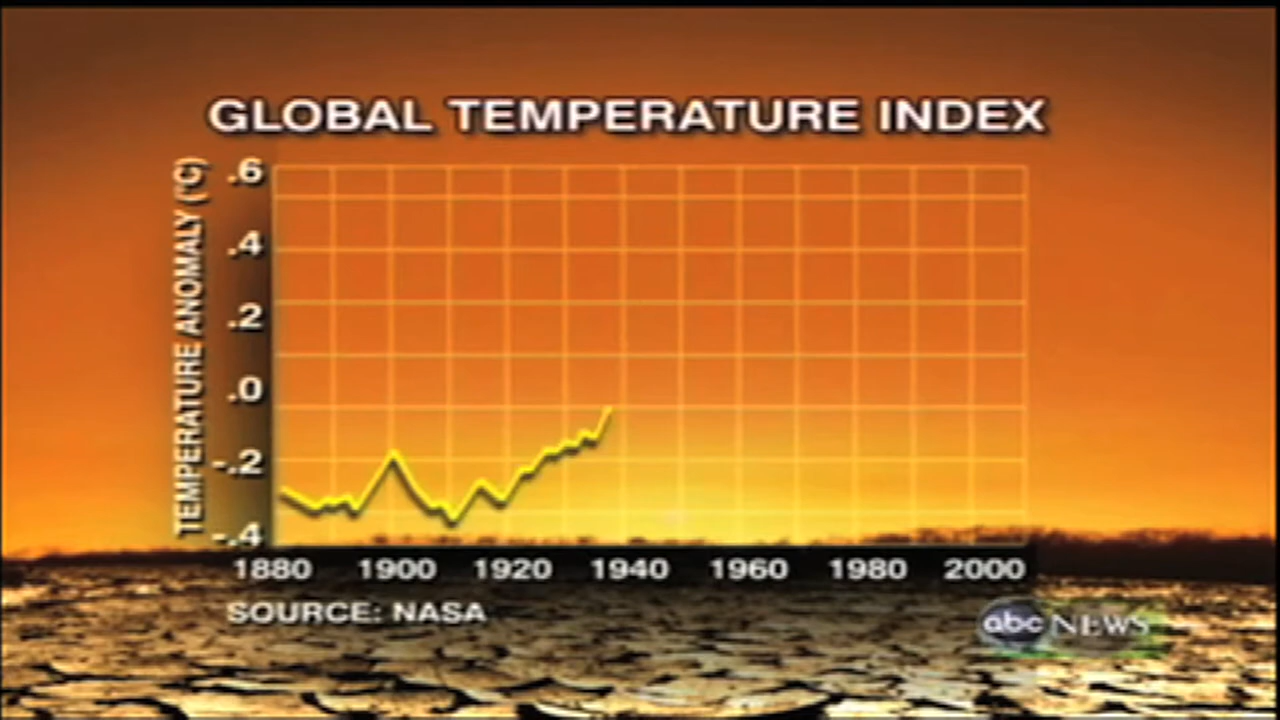 GLOBAL TEMPERATURE INDEX
TEMPERATURE ANOMALY (°C)
.6
.4
.2
.0
-.2
-.4
1880 1900 1920 1940 1960 1980 2000
SOURCE: NASA
abc NEWS